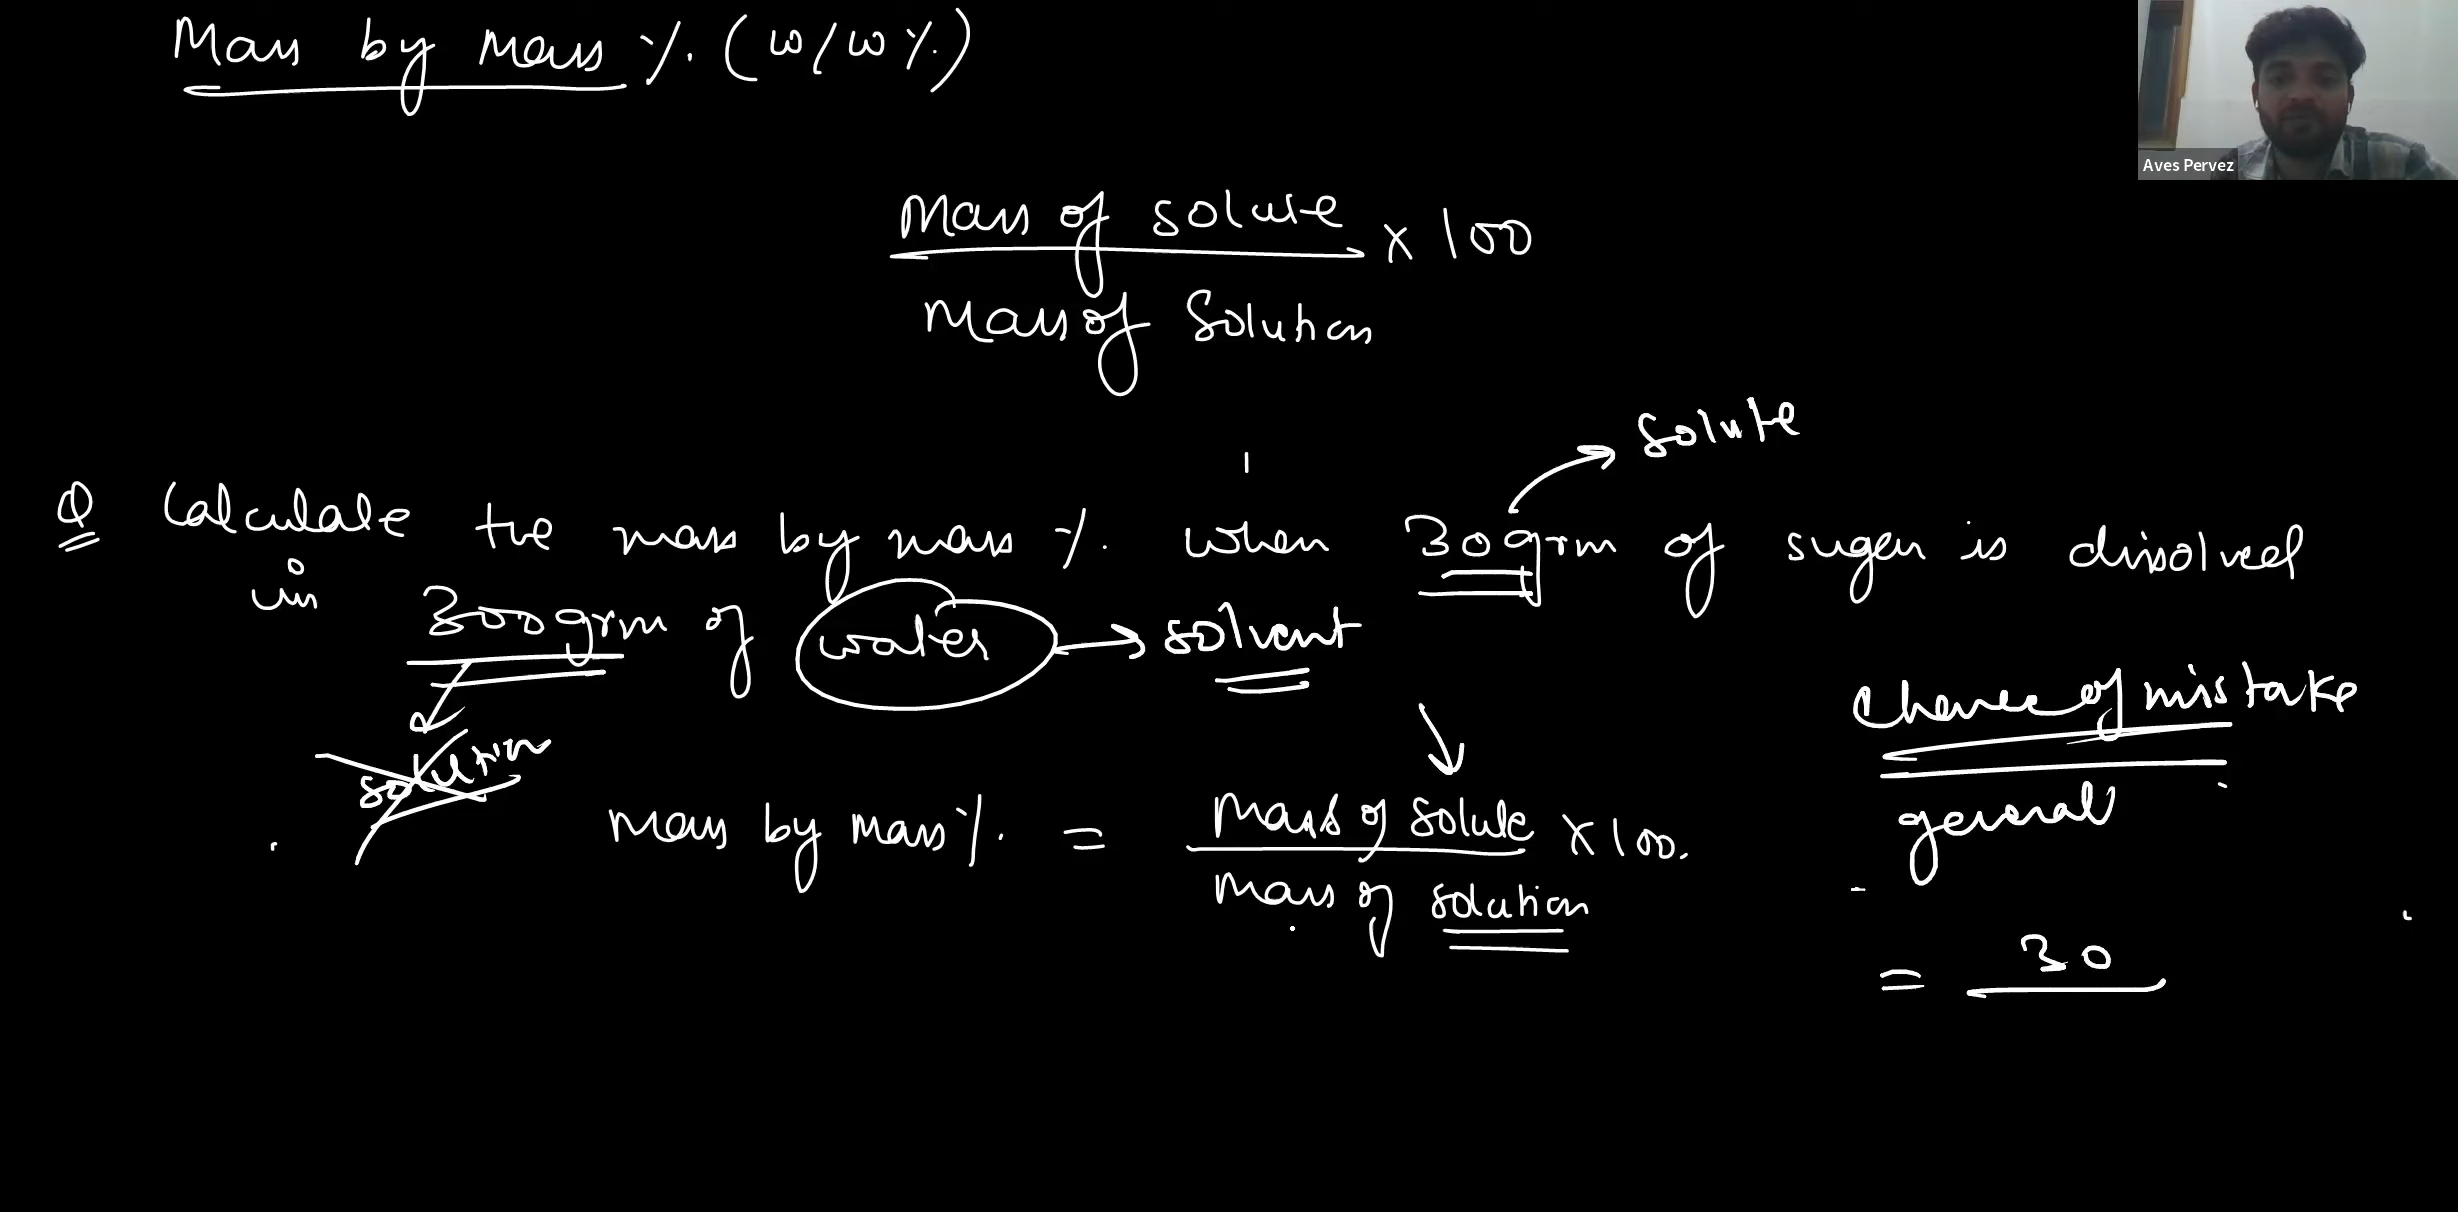 Mass by mass %. (w/w %.)
Aves Pervez
Mass of solute × 100
Mass of Solution
solute
Q Calculate the mass by mass %. when 30grm of sugar is dissolved
in 300grm of water → solvent
solution
Chance of mistake
general
Mass by mass %. = Mass of solute × 100.
Mass of solution
= 30